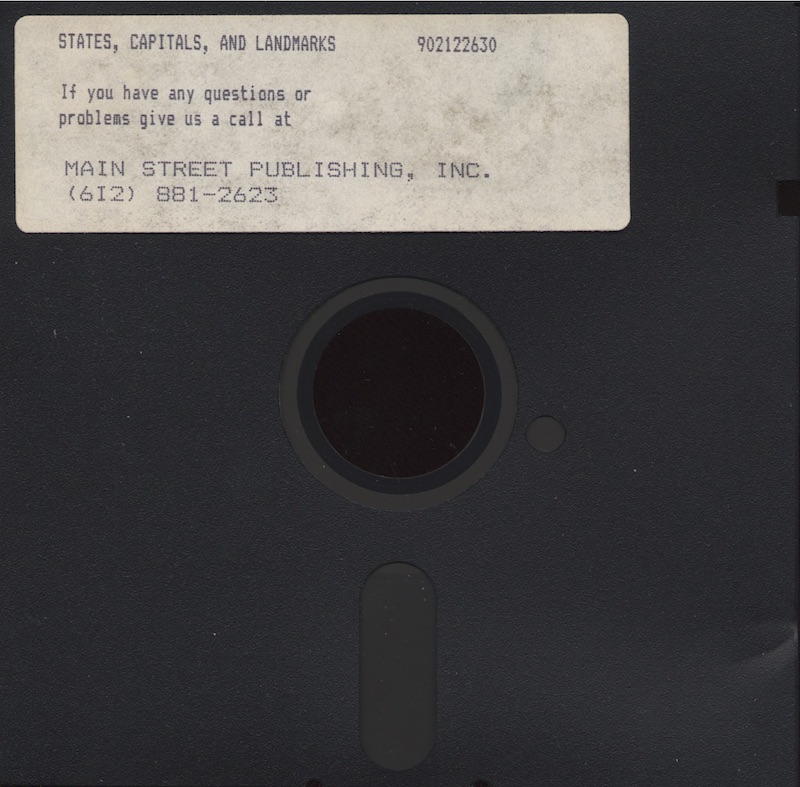 STATES, CAPITALS, AND LANDMARKS 902122630
If you have any questions or
problems give us a call at
MAIN STREET PUBLISHING, INC.
(612) 881-2623